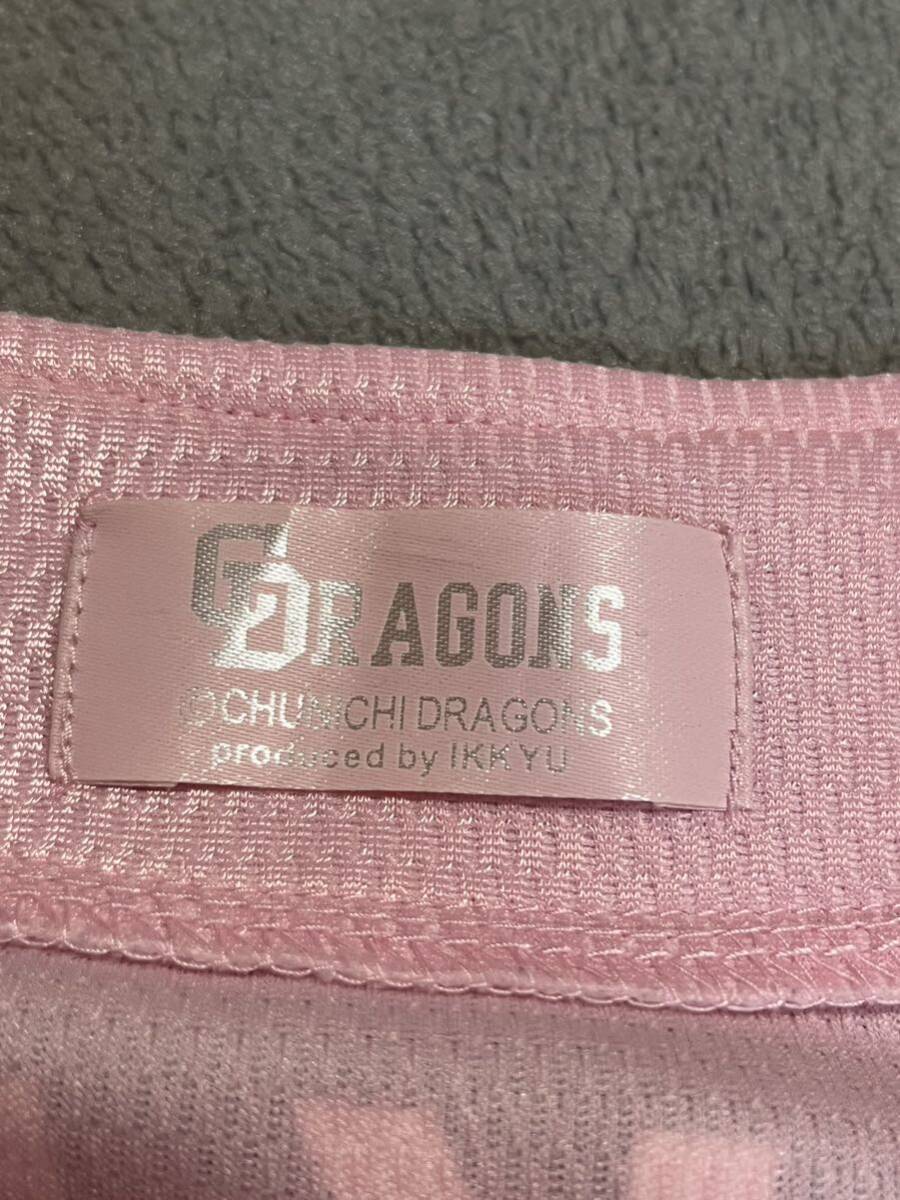 G DRAGONS
©CHUNICHI DRAGONS
produced by IKKYU